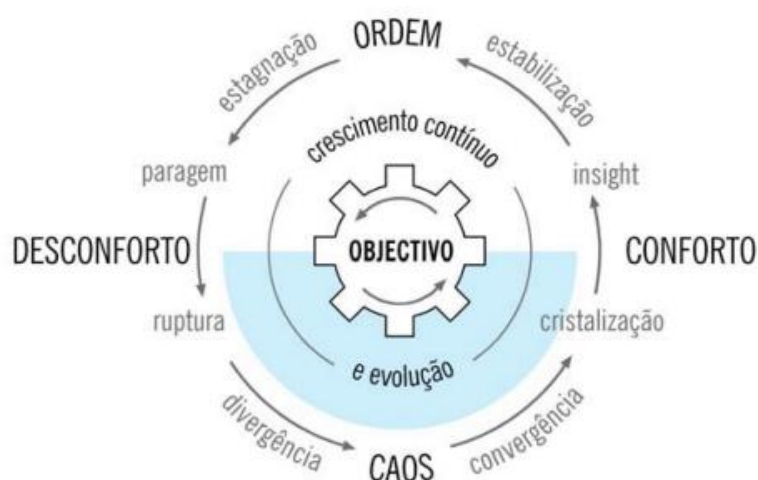 ORDEM
estagnação
estabilização
crescimento contínuo
paragem
insight
DESCONFORTO
OBJECTIVO
CONFORTO
ruptura
cristalização
e evolução
divergência
convergência
CAOS